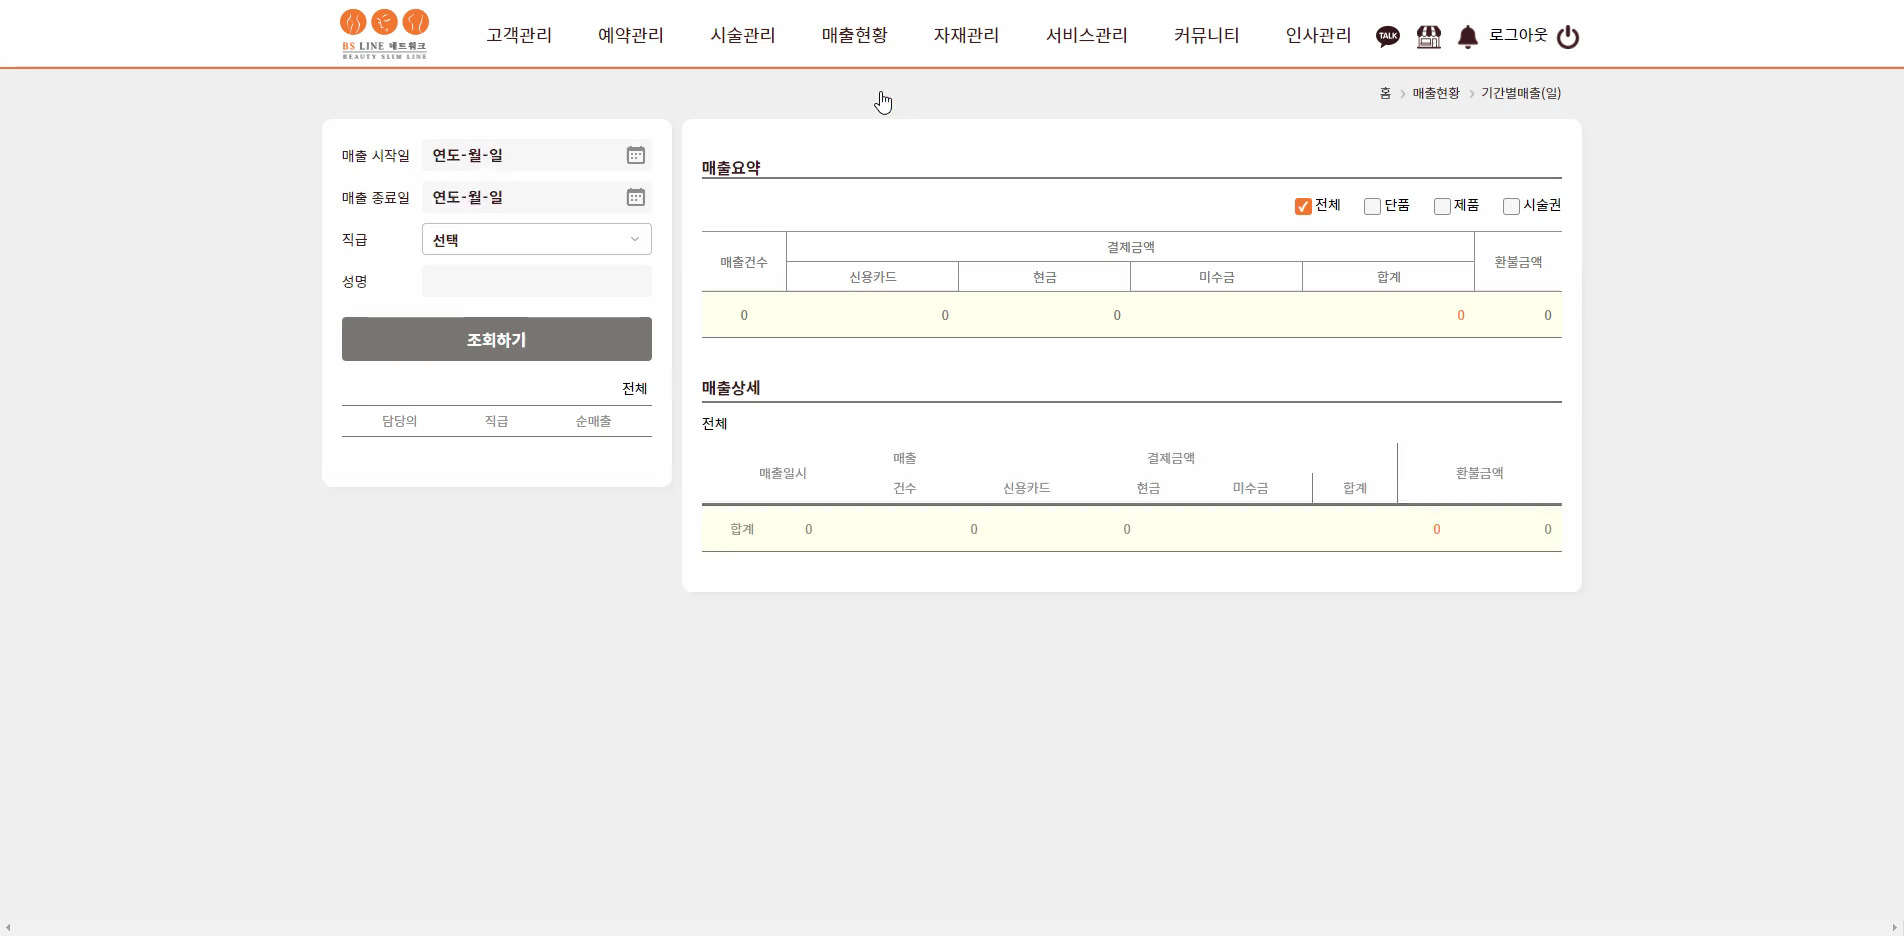 BS LINE 네트워크
BEAUTY SLIM LINE
고객관리 예약관리 시술관리 매출현황 자재관리 서비스관리 커뮤니티 인사관리 TALK 로그아웃
홈 > 매출현황 > 기간별매출(일)
매출 시작일 연도-월-일
매출 종료일 연도-월-일
직급 선택
성명
조회하기
전체
담당의 직급 순매출
매출요약
전체 단품 제품 시술권
매출건수 결제금액 환불금액
신용카드 현금 미수금 합계
0 0 0 0 0
매출상세
전체
매출일시 매출 결제금액 환불금액
건수 신용카드 현금 미수금 합계
합계 0 0 0 0 0